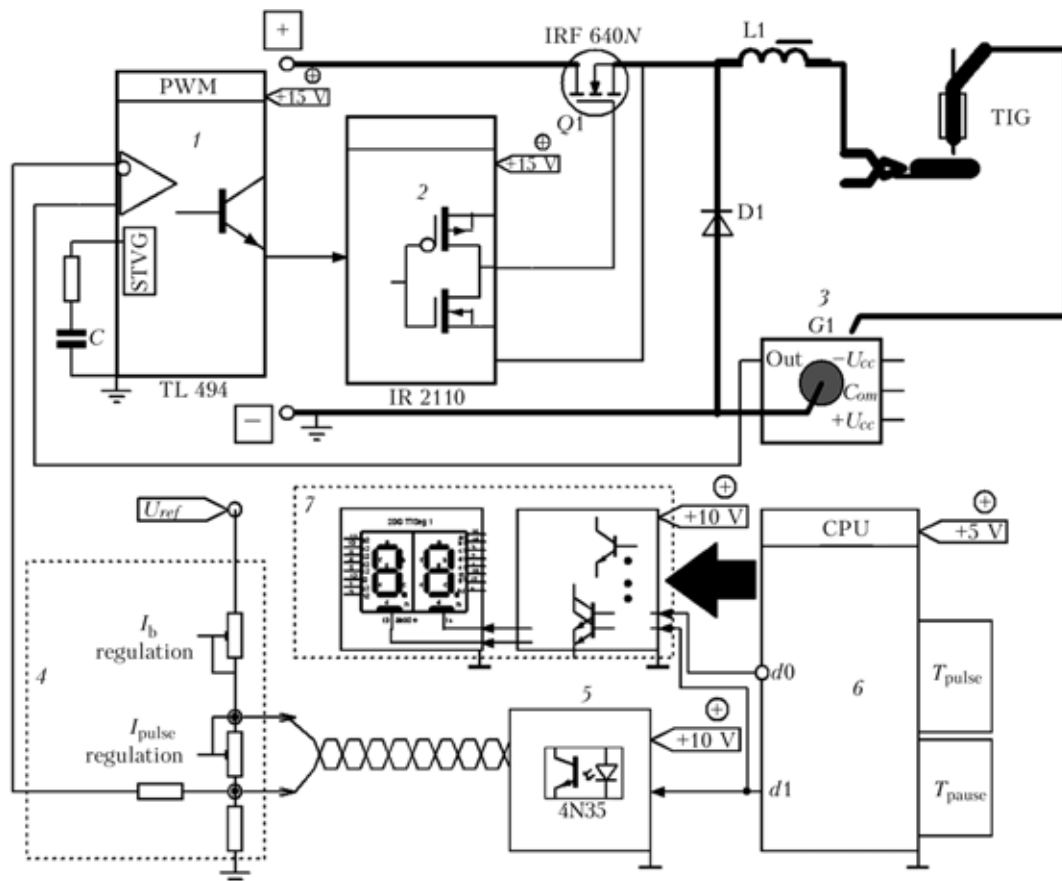 +
IRF 640N
L1
PWM
+15 V
Q1
TIG
1
+15 V
2
D1
STVG
3
G1
C
Out
−Ucc
Com
+Ucc
TL 494
IR 2110
−
7
+10 V
Uref
CPU
+5 V
Ib
regulation
4
d0
6
Tpulse
5
Ipulse
regulation
+10 V
4N35
d1
Tpause